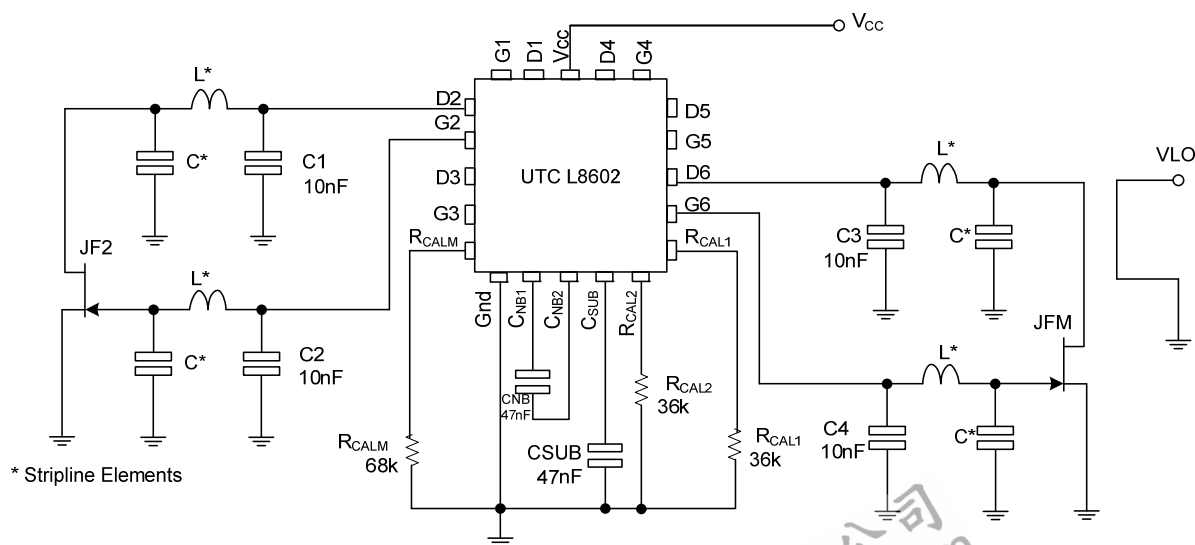 G1
D1
Vcc
D4
G4
VCC
L*
D2
G2
D3
G3
RCALM
D5
G5
D6
G6
RCAL1
UTC L8602
C*
C1
10nF
JF2
L*
C*
C2
10nF
Gnd
CNB1
CNB2
CSUB
RCAL2
CNB
47nF
RCALM
68k
CSUB
47nF
RCAL2
36k
RCAL1
36k
L*
C3
10nF
C*
VLO
JFM
L*
C4
10nF
C*
* Stripline Elements
公司